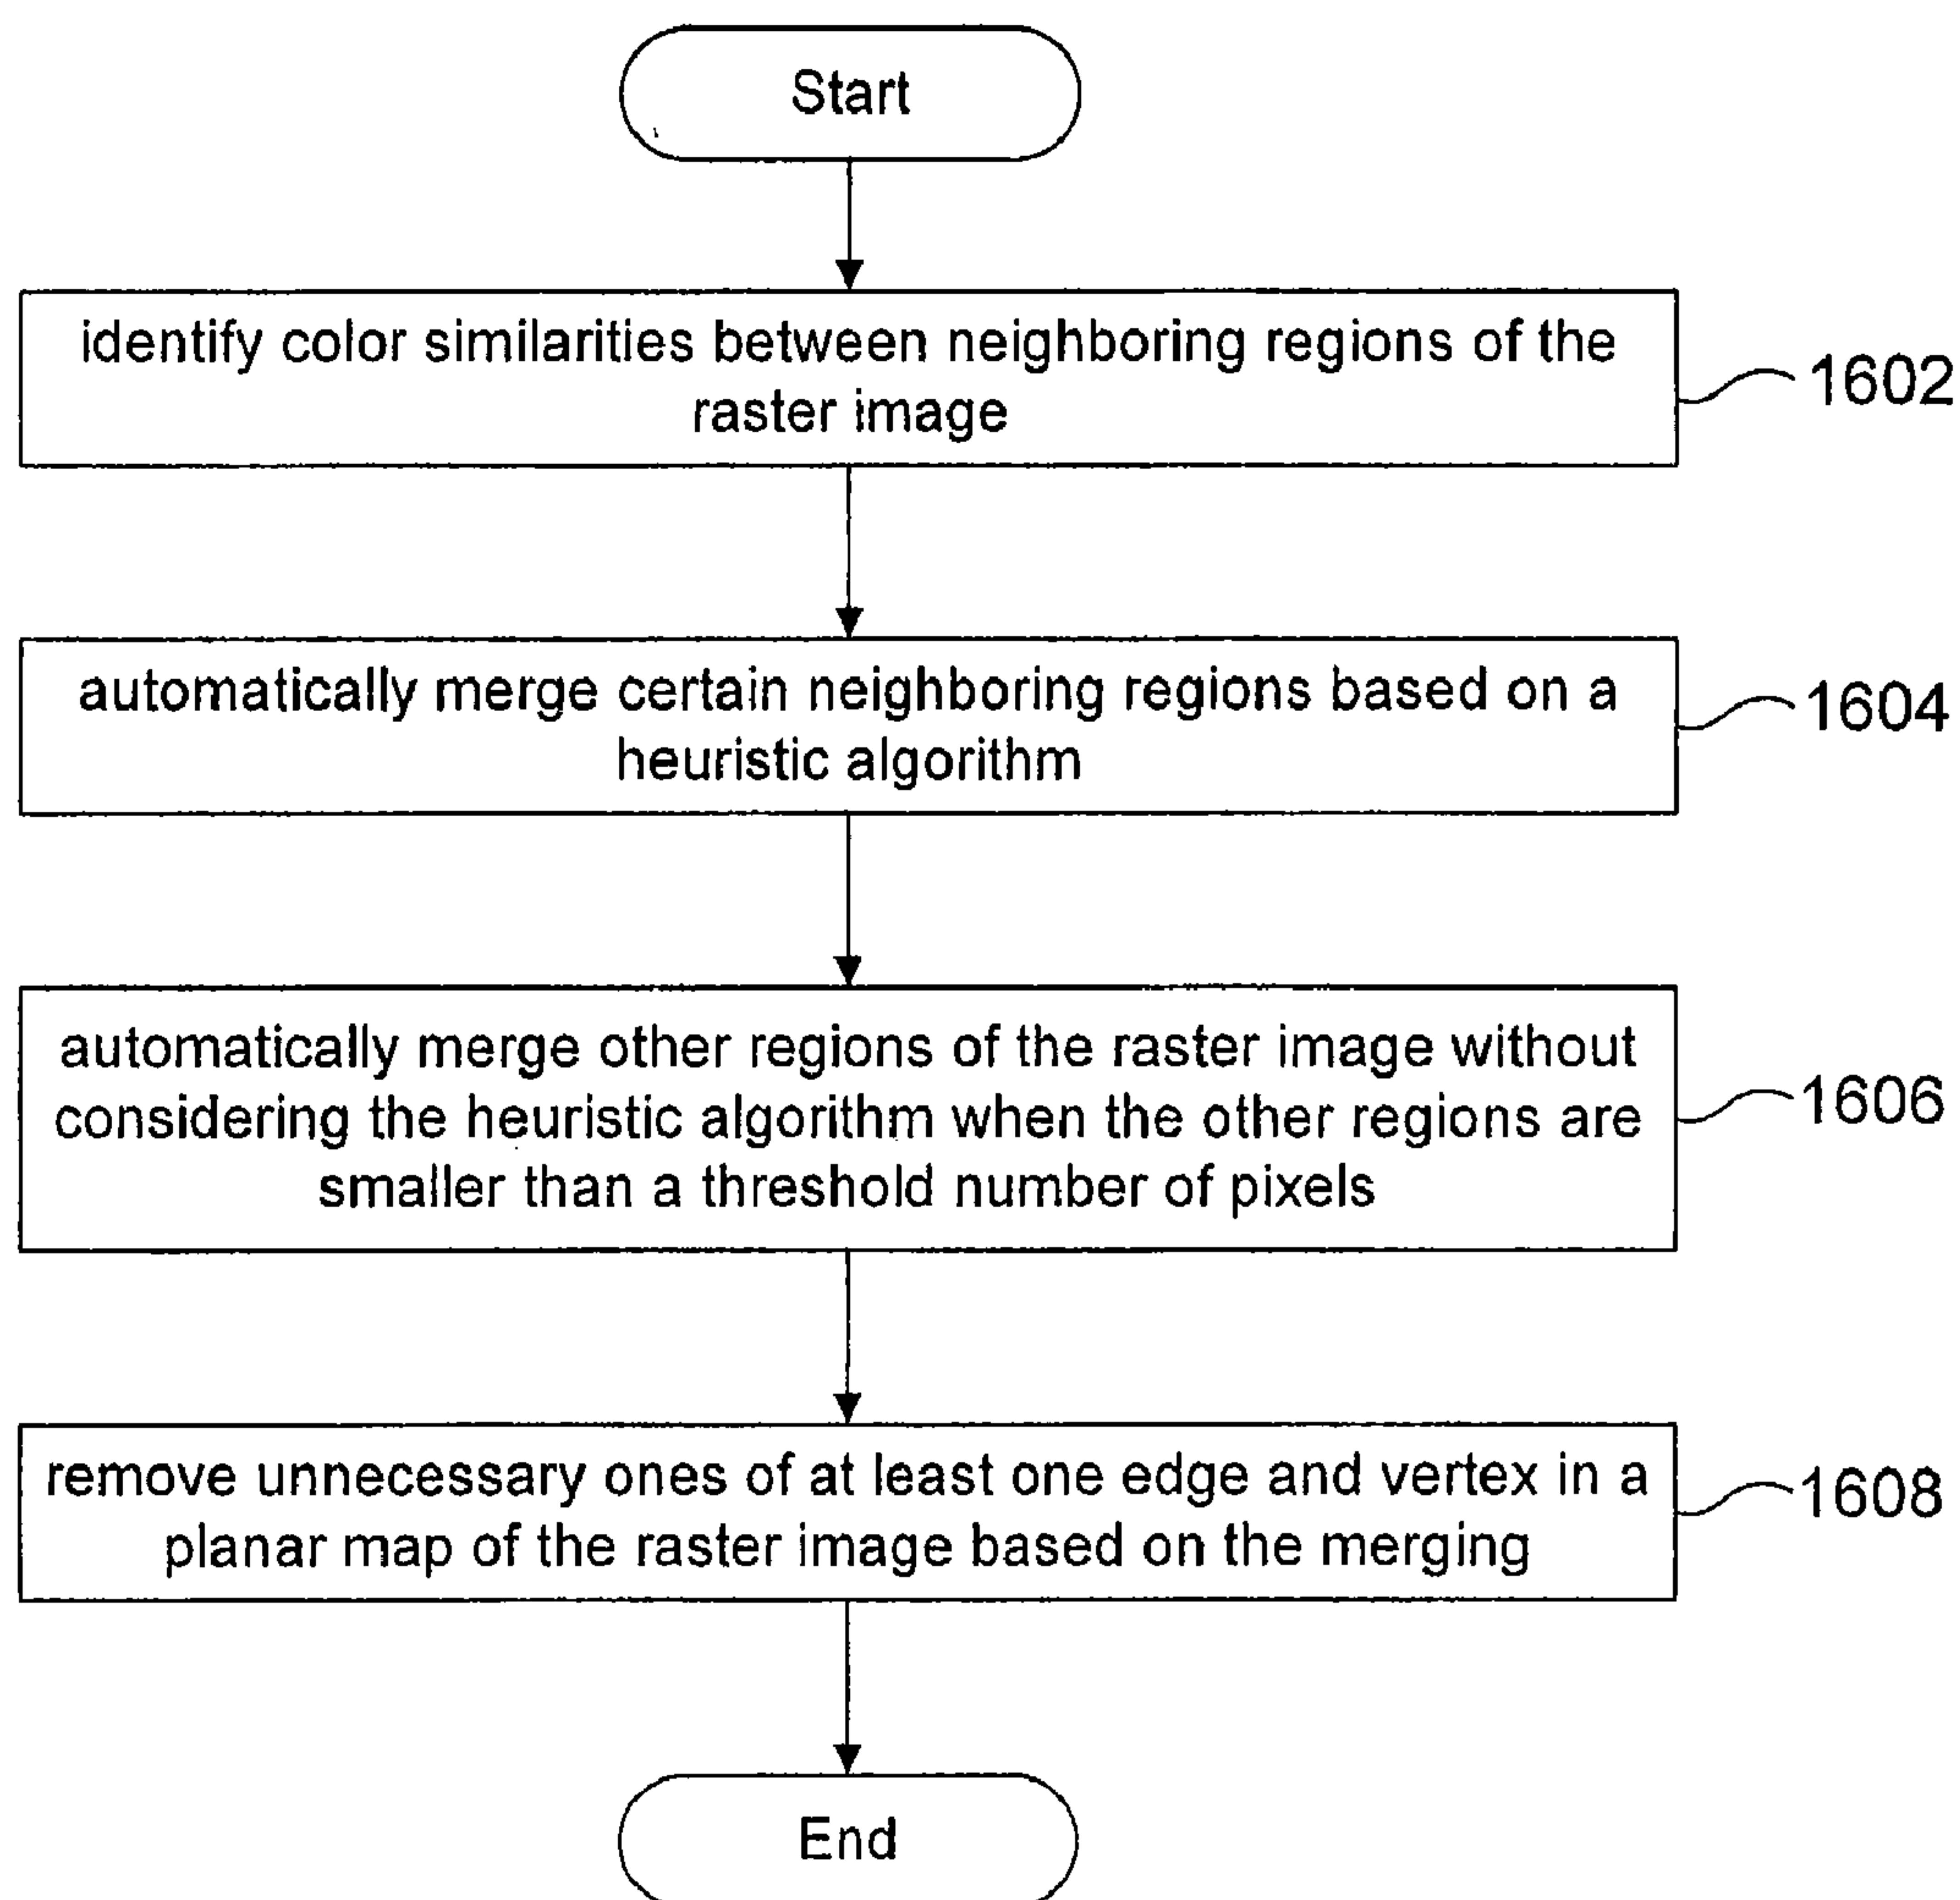 Start
identify color similarities between neighboring regions of the
raster image
1602
automatically merge certain neighboring regions based on a
heuristic algorithm
1604
automatically merge other regions of the raster image without
considering the heuristic algorithm when the other regions are
smaller than a threshold number of pixels
1606
remove unnecessary ones of at least one edge and vertex in a
planar map of the raster image based on the merging
1608
End